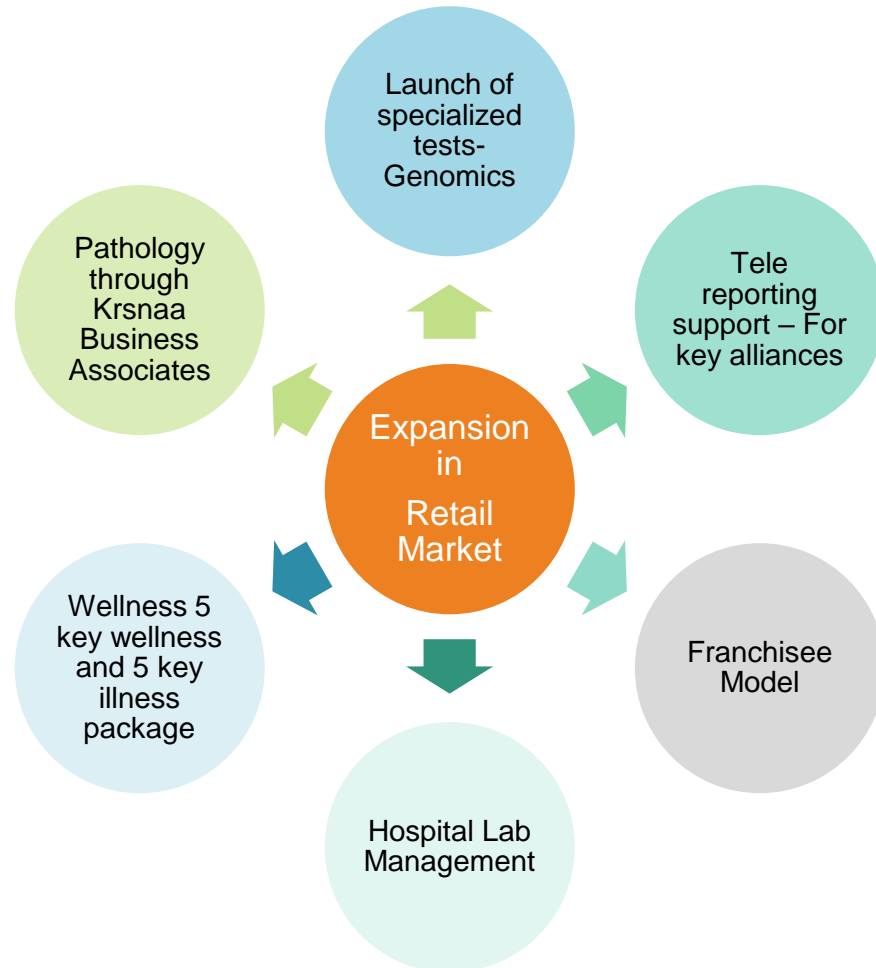 Launch of
specialized
tests-
Genomics
Tele
reporting
support – For
key alliances
Franchisee
Model
Hospital Lab
Management
Wellness 5
key wellness
and 5 key
illness
package
Pathology
through
Krsnaa
Business
Associates
Expansion
in
Retail
Market